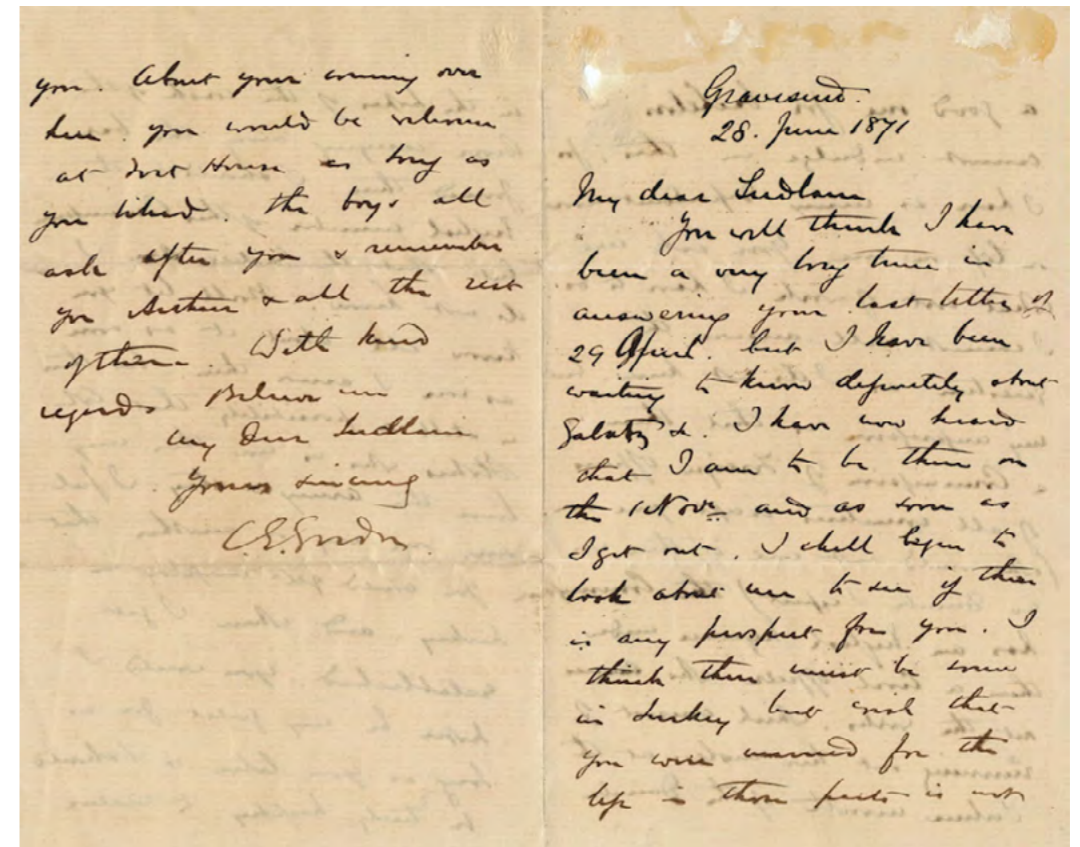 Gravesend.
28. June 1871
My dear Ludlam
You will think I have
been a very long time in
answering your last letter of
29 April. but I have been
waiting to know definitely about
Galatz &. I have now heard
that I am to be there on
the 1 Novr and as soon as
I get out, I shall begin to
look about me to see if there
is any prospect for you. I
think there must be some
in Turkey but wish that
you were married for the
life in those parts is not
you. About your coming over
here you would be welcome
at Fort House as long as
you liked. The boys all
ask after you & remember
you Arthur & all the rest
of them. With kind
regards Believe me
my dear Ludlam
Yours sincerely
C.E.Gordon.